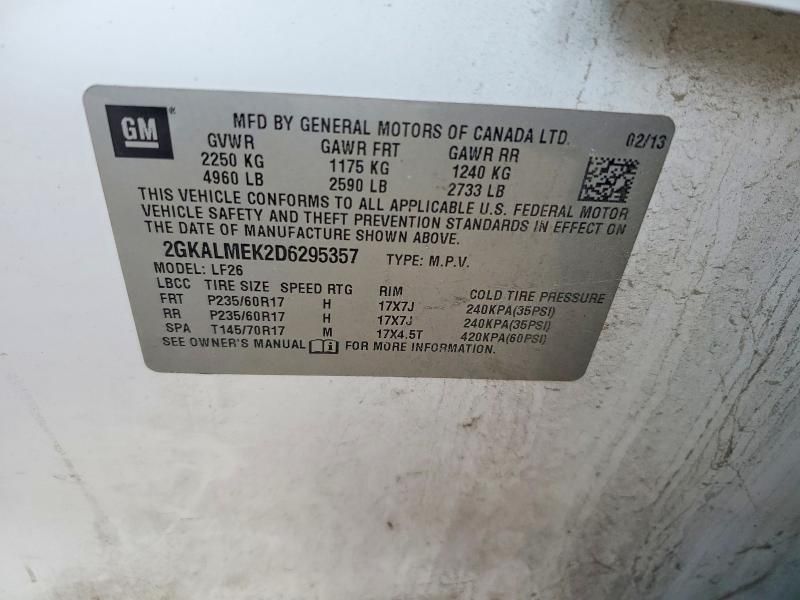 GM ® MFD BY GENERAL MOTORS OF CANADA LTD. 02/13
GVWR GAWR FRT GAWR RR
2250 KG 1175 KG 1240 KG
4960 LB 2590 LB 2733 LB
THIS VEHICLE CONFORMS TO ALL APPLICABLE U.S. FEDERAL MOTOR
VEHICLE SAFETY AND THEFT PREVENTION STANDARDS IN EFFECT ON
THE DATE OF MANUFACTURE SHOWN ABOVE.
2GKALMEK2D6295357 TYPE: M.P.V.
MODEL: LF26
LBCC TIRE SIZE SPEED RTG RIM COLD TIRE PRESSURE
FRT P235/60R17 H 17X7J 240KPA(35PSI)
RR P235/60R17 H 17X7J 240KPA(35PSI)
SPA T145/70R17 M 17X4.5T 420KPA(60PSI)
SEE OWNER'S MANUAL FOR MORE INFORMATION.